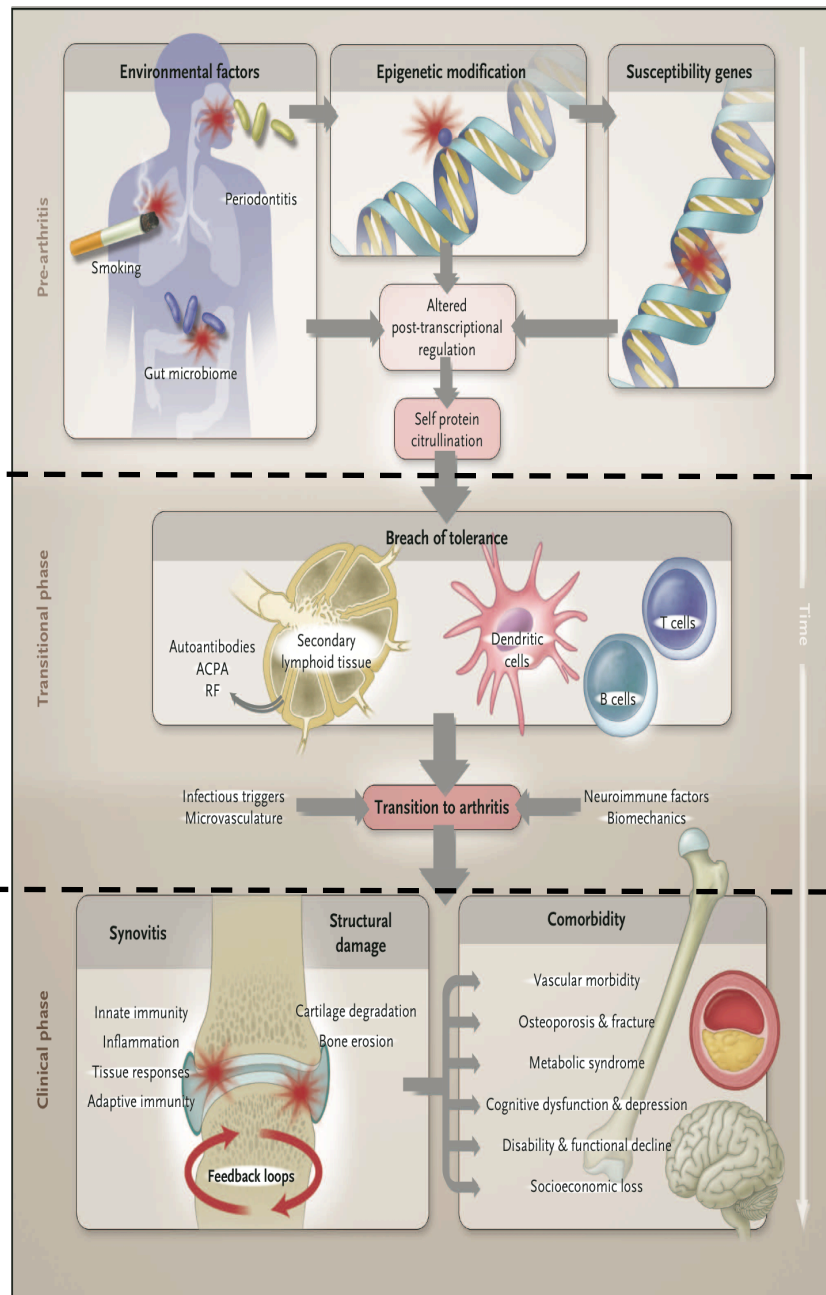 Environmental factors
Epigenetic modification
Susceptibility genes
Pre-arthritis
Periodontitis
Smoking
Gut microbiome
Altered
post-transcriptional
regulation
Self protein
citrullination
Transitional phase
Time
Breach of tolerance
Autoantibodies
ACPA
RF
Secondary
lymphoid tissue
Dendritic
cells
T cells
B cells
Infectious triggers
Microvasculature
Transition to arthritis
Neuroimmune factors
Biomechanics
Clinical phase
Synovitis
Structural
damage
Innate immunity
Inflammation
Tissue responses
Adaptive immunity
Cartilage degradation
Bone erosion
Feedback loops
Comorbidity
Vascular morbidity
Osteoporosis & fracture
Metabolic syndrome
Cognitive dysfunction & depression
Disability & functional decline
Socioeconomic loss